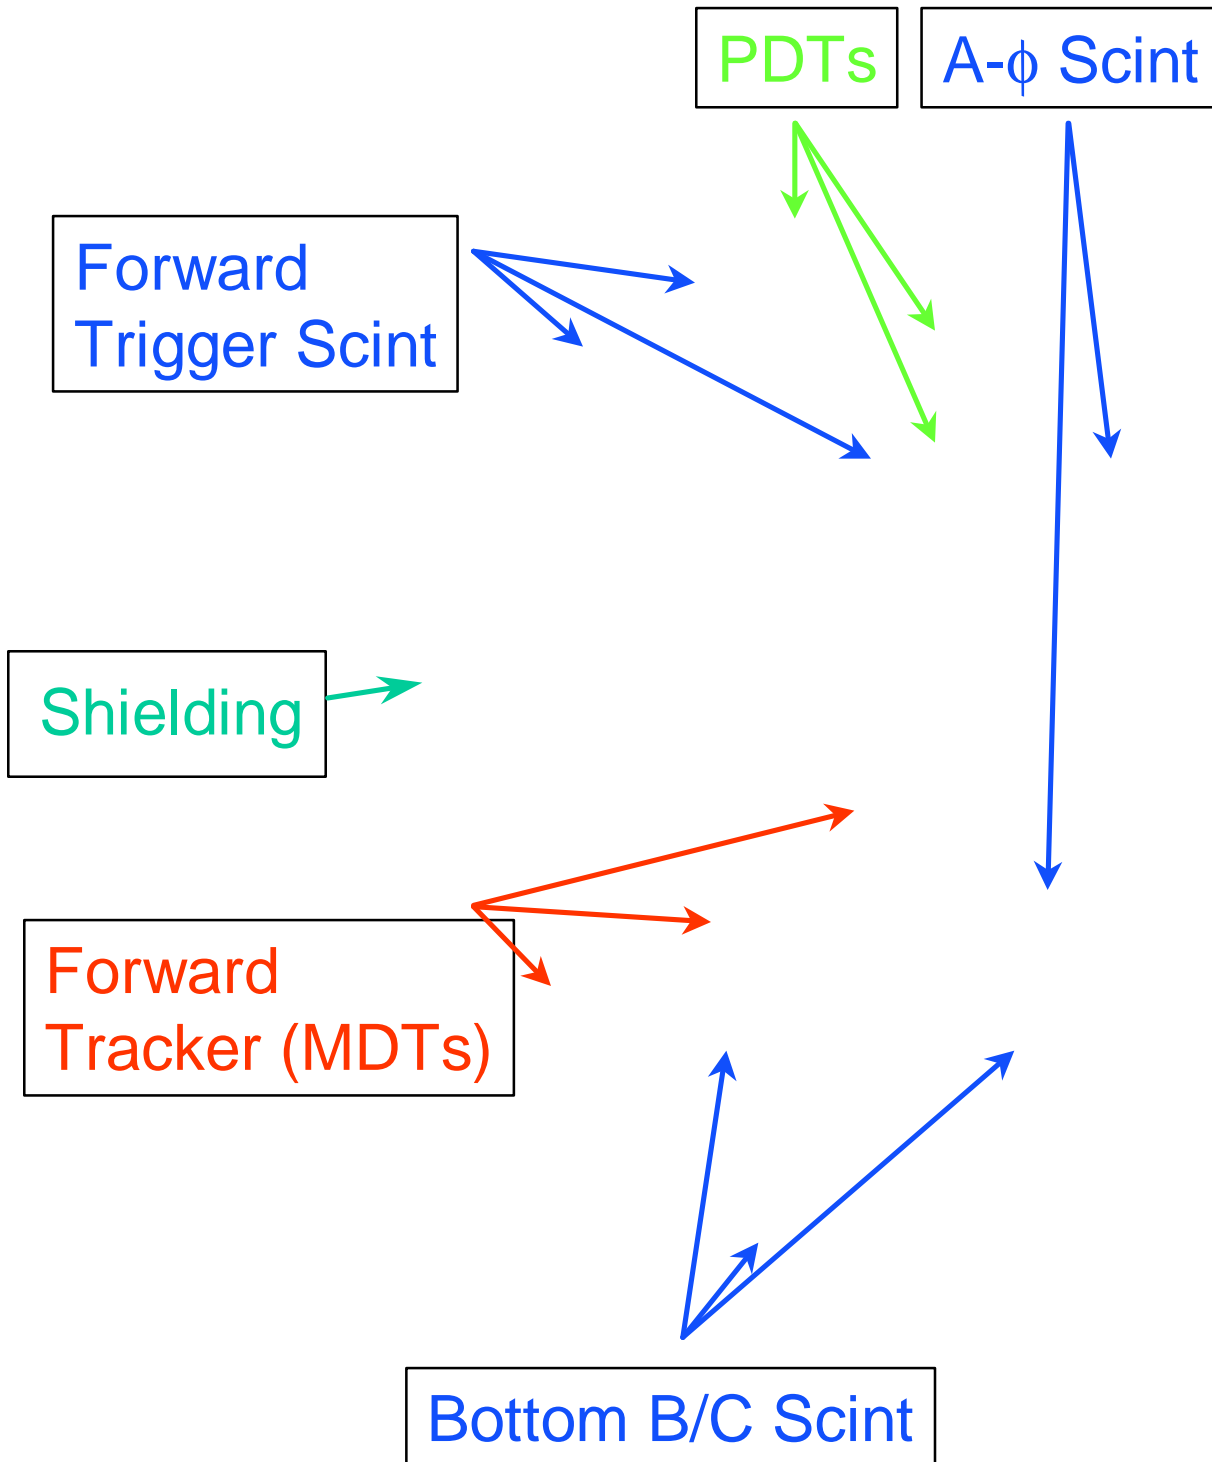 PDTs
A-ϕ Scint
Forward
Trigger Scint
Shielding
Forward
Tracker (MDTs)
Bottom B/C Scint